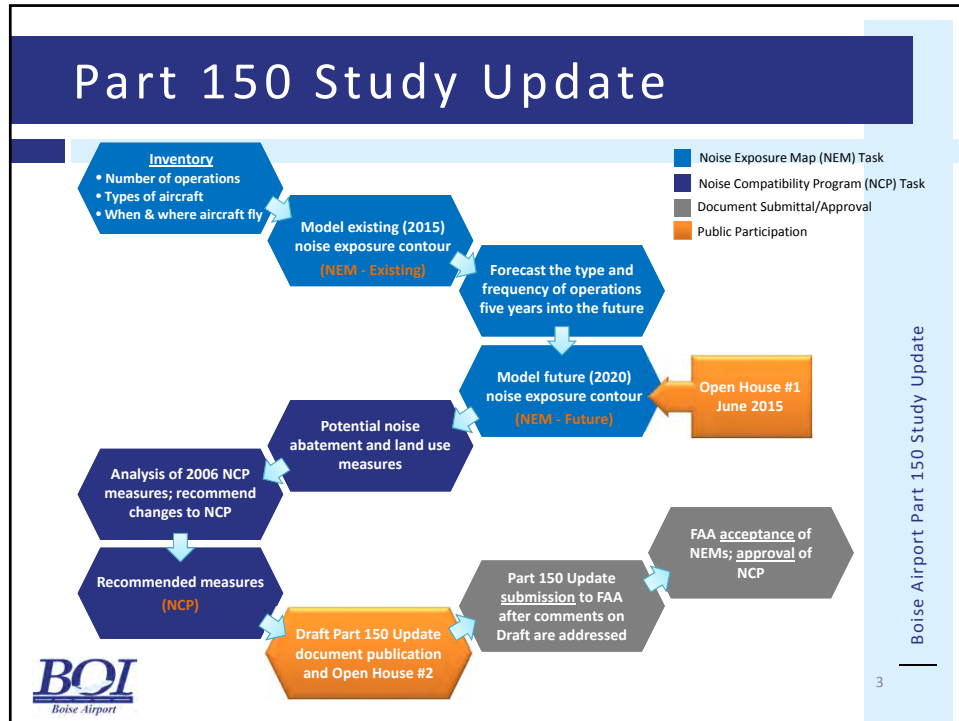 Part 150 Study Update
Inventory
• Number of operations
• Types of aircraft
• When & where aircraft fly
Model existing (2015)
noise exposure contour
(NEM - Existing)
Forecast the type and
frequency of operations
five years into the future
Model future (2020)
noise exposure contour
(NEM - Future)
Open House #1
June 2015
Potential noise
abatement and land use
measures
Analysis of 2006 NCP
measures; recommend
changes to NCP
Recommended measures
(NCP)
Draft Part 150 Update
document publication
and Open House #2
Part 150 Update
submission to FAA
after comments on
Draft are addressed
FAA acceptance of
NEMs; approval of
NCP
Noise Exposure Map (NEM) Task
Noise Compatibility Program (NCP) Task
Document Submittal/Approval
Public Participation
Boise Airport Part 150 Study Update
3
BOI
Boise Airport